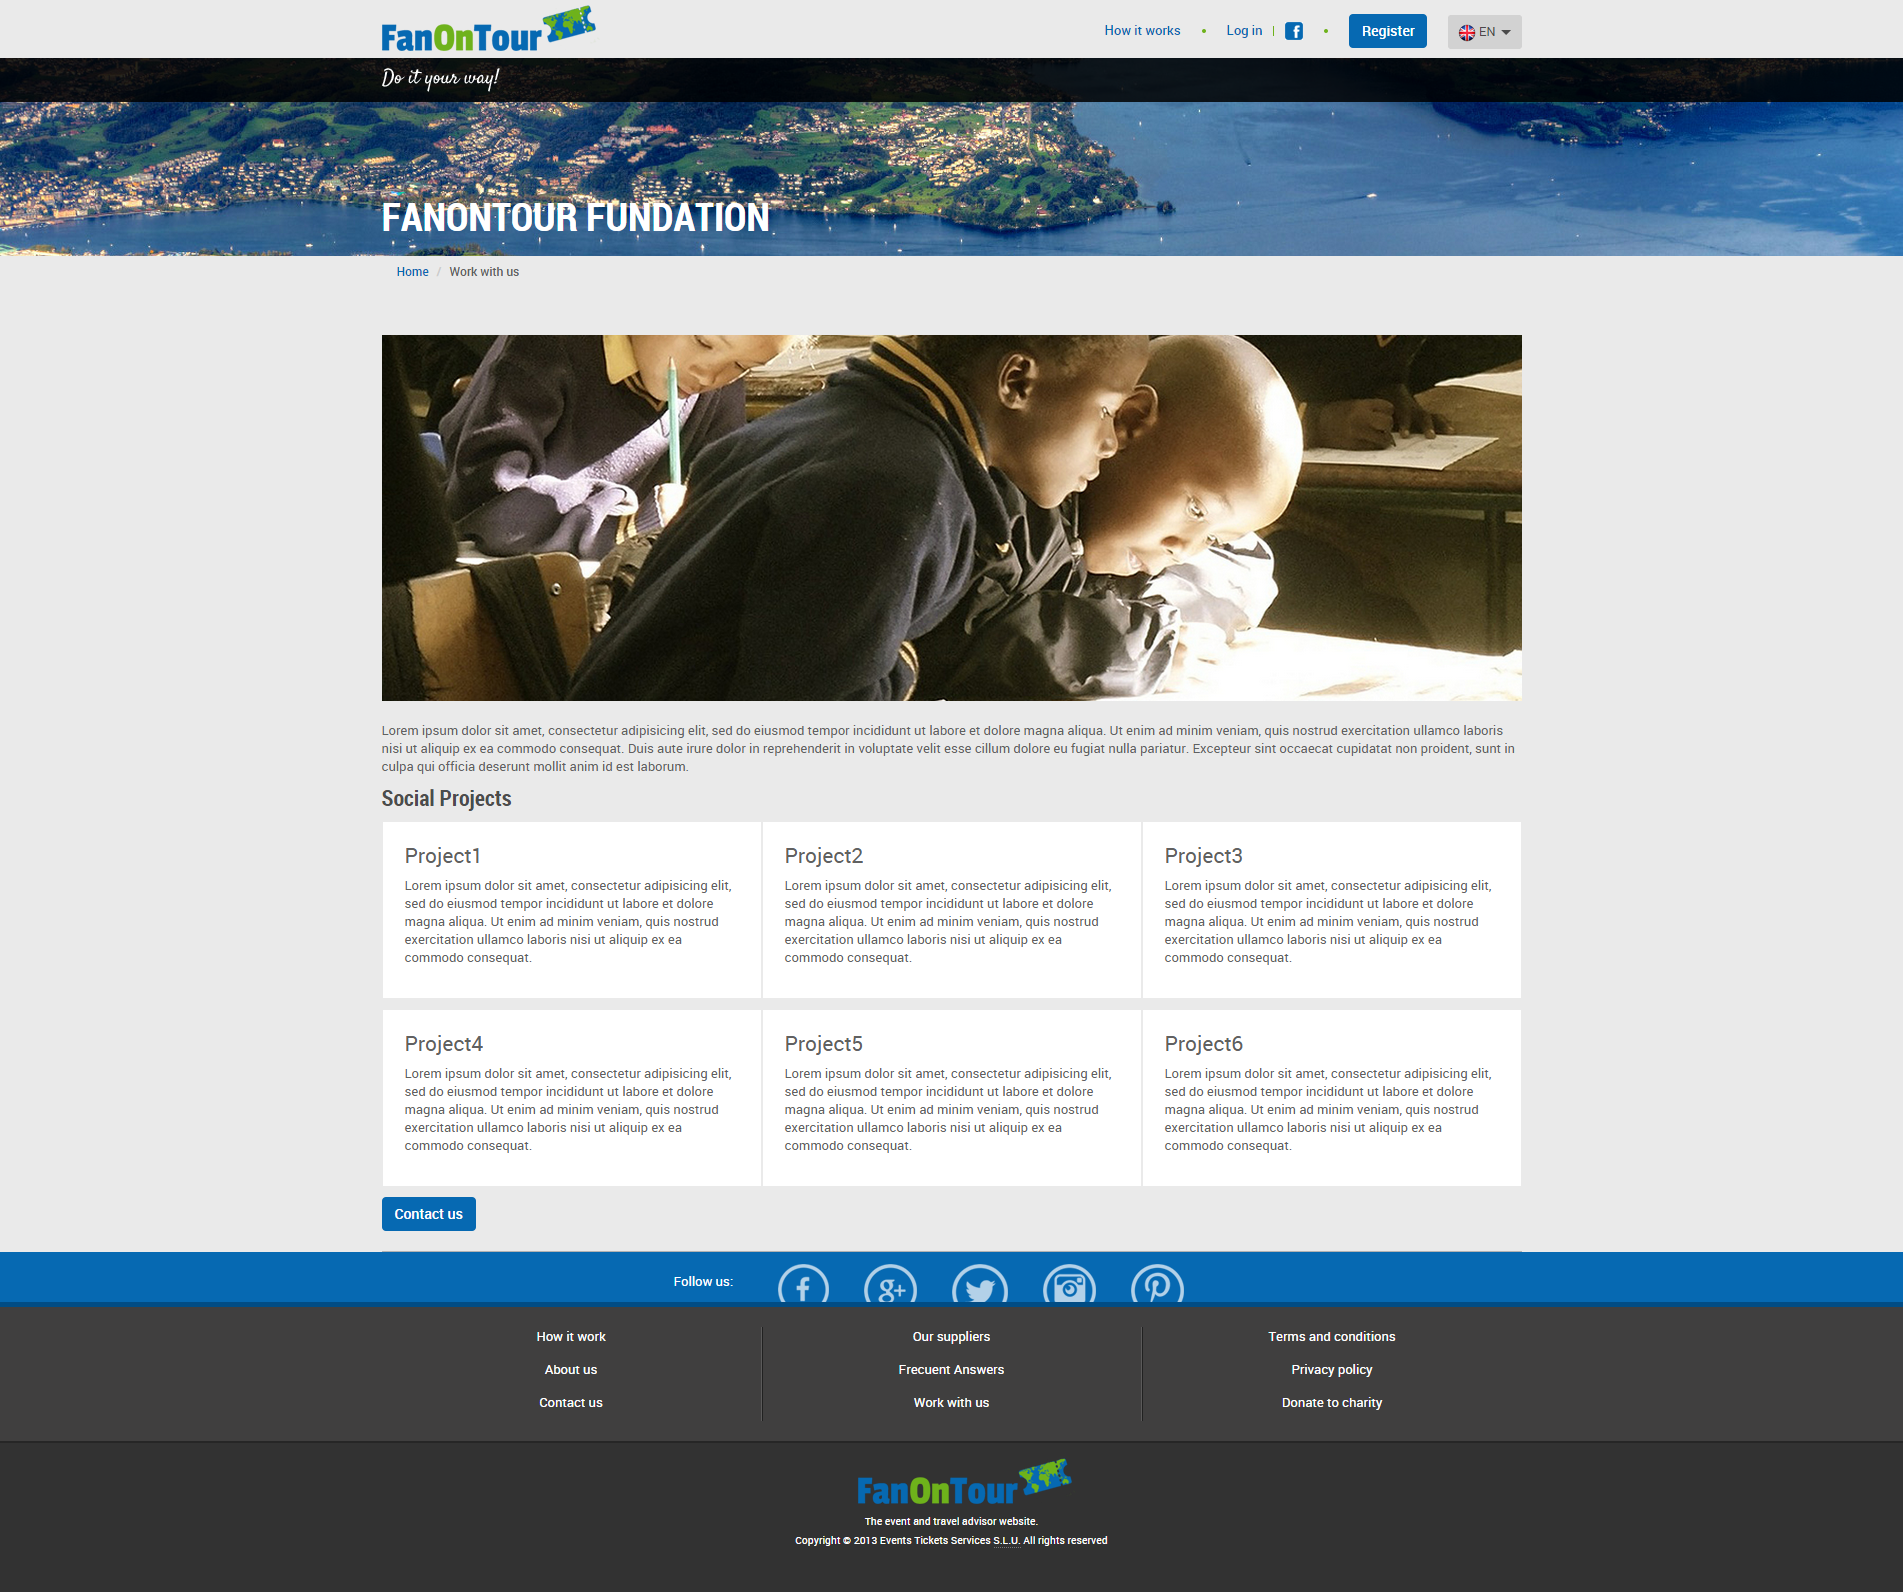 FanOnTour
How it works
Log in
Register
EN
Do it your way!
FANONTOUR FUNDATION
Home / Work with us
Lorem ipsum dolor sit amet, consectetur adipisicing elit, sed do eiusmod tempor incididunt ut labore et dolore magna aliqua. Ut enim ad minim veniam, quis nostrud exercitation ullamco laboris
nisi ut aliquip ex ea commodo consequat. Duis aute irure dolor in reprehenderit in voluptate velit esse cillum dolore eu fugiat nulla pariatur. Excepteur sint occaecat cupidatat non proident, sunt in
culpa qui officia deserunt mollit anim id est laborum.
Social Projects
Project1
Lorem ipsum dolor sit amet, consectetur adipisicing elit,
sed do eiusmod tempor incididunt ut labore et dolore
magna aliqua. Ut enim ad minim veniam, quis nostrud
exercitation ullamco laboris nisi ut aliquip ex ea
commodo consequat.
Project2
Lorem ipsum dolor sit amet, consectetur adipisicing elit,
sed do eiusmod tempor incididunt ut labore et dolore
magna aliqua. Ut enim ad minim veniam, quis nostrud
exercitation ullamco laboris nisi ut aliquip ex ea
commodo consequat.
Project3
Lorem ipsum dolor sit amet, consectetur adipisicing elit,
sed do eiusmod tempor incididunt ut labore et dolore
magna aliqua. Ut enim ad minim veniam, quis nostrud
exercitation ullamco laboris nisi ut aliquip ex ea
commodo consequat.
Project4
Lorem ipsum dolor sit amet, consectetur adipisicing elit,
sed do eiusmod tempor incididunt ut labore et dolore
magna aliqua. Ut enim ad minim veniam, quis nostrud
exercitation ullamco laboris nisi ut aliquip ex ea
commodo consequat.
Project5
Lorem ipsum dolor sit amet, consectetur adipisicing elit,
sed do eiusmod tempor incididunt ut labore et dolore
magna aliqua. Ut enim ad minim veniam, quis nostrud
exercitation ullamco laboris nisi ut aliquip ex ea
commodo consequat.
Project6
Lorem ipsum dolor sit amet, consectetur adipisicing elit,
sed do eiusmod tempor incididunt ut labore et dolore
magna aliqua. Ut enim ad minim veniam, quis nostrud
exercitation ullamco laboris nisi ut aliquip ex ea
commodo consequat.
Contact us
Follow us:
How it work
About us
Contact us
Our suppliers
Frecuent Answers
Work with us
Terms and conditions
Privacy policy
Donate to charity
FanOnTour
The event and travel advisor website.
Copyright © 2013 Events Tickets Services S.L.U. All rights reserved